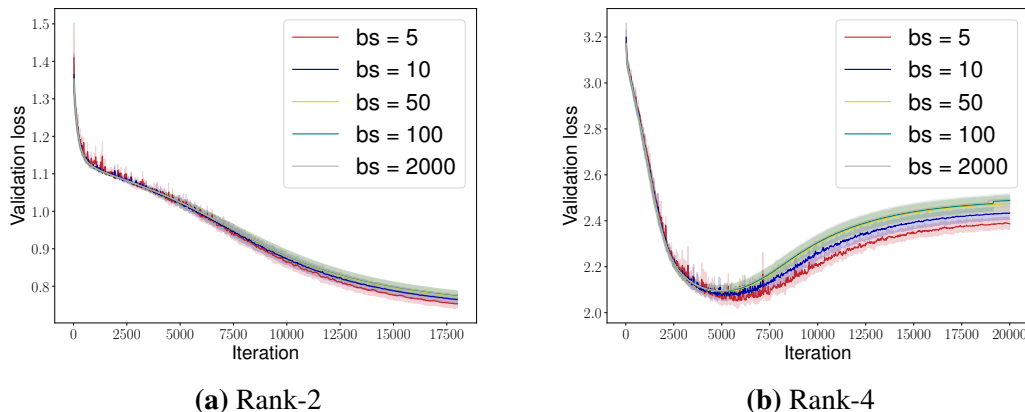 1.5
1.4
1.3
1.2
1.1
1.0
0.9
0.8
Validation loss
bs = 5
bs = 10
bs = 50
bs = 100
bs = 2000
0 2500 5000 7500 10000 12500 15000 17500
Iteration
(a) Rank-2
3.2
3.0
2.8
2.6
2.4
2.2
2.0
Validation loss
bs = 5
bs = 10
bs = 50
bs = 100
bs = 2000
0 2500 5000 7500 10000 12500 15000 17500 20000
Iteration
(b) Rank-4